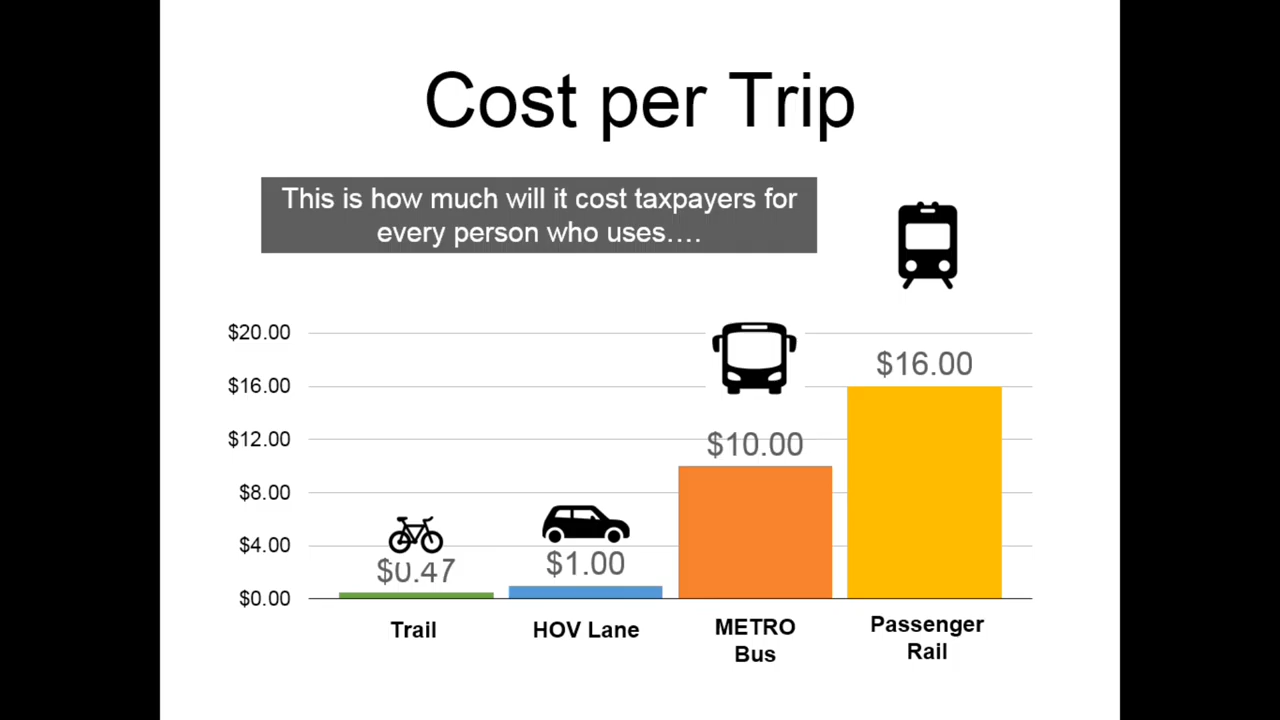 Cost per Trip
This is how much will it cost taxpayers for
every person who uses....
$20.00
$16.00
$12.00
$8.00
$4.00
$0.00
$0.47
$1.00
$10.00
$16.00
Trail
HOV Lane
METRO
Bus
Passenger
Rail